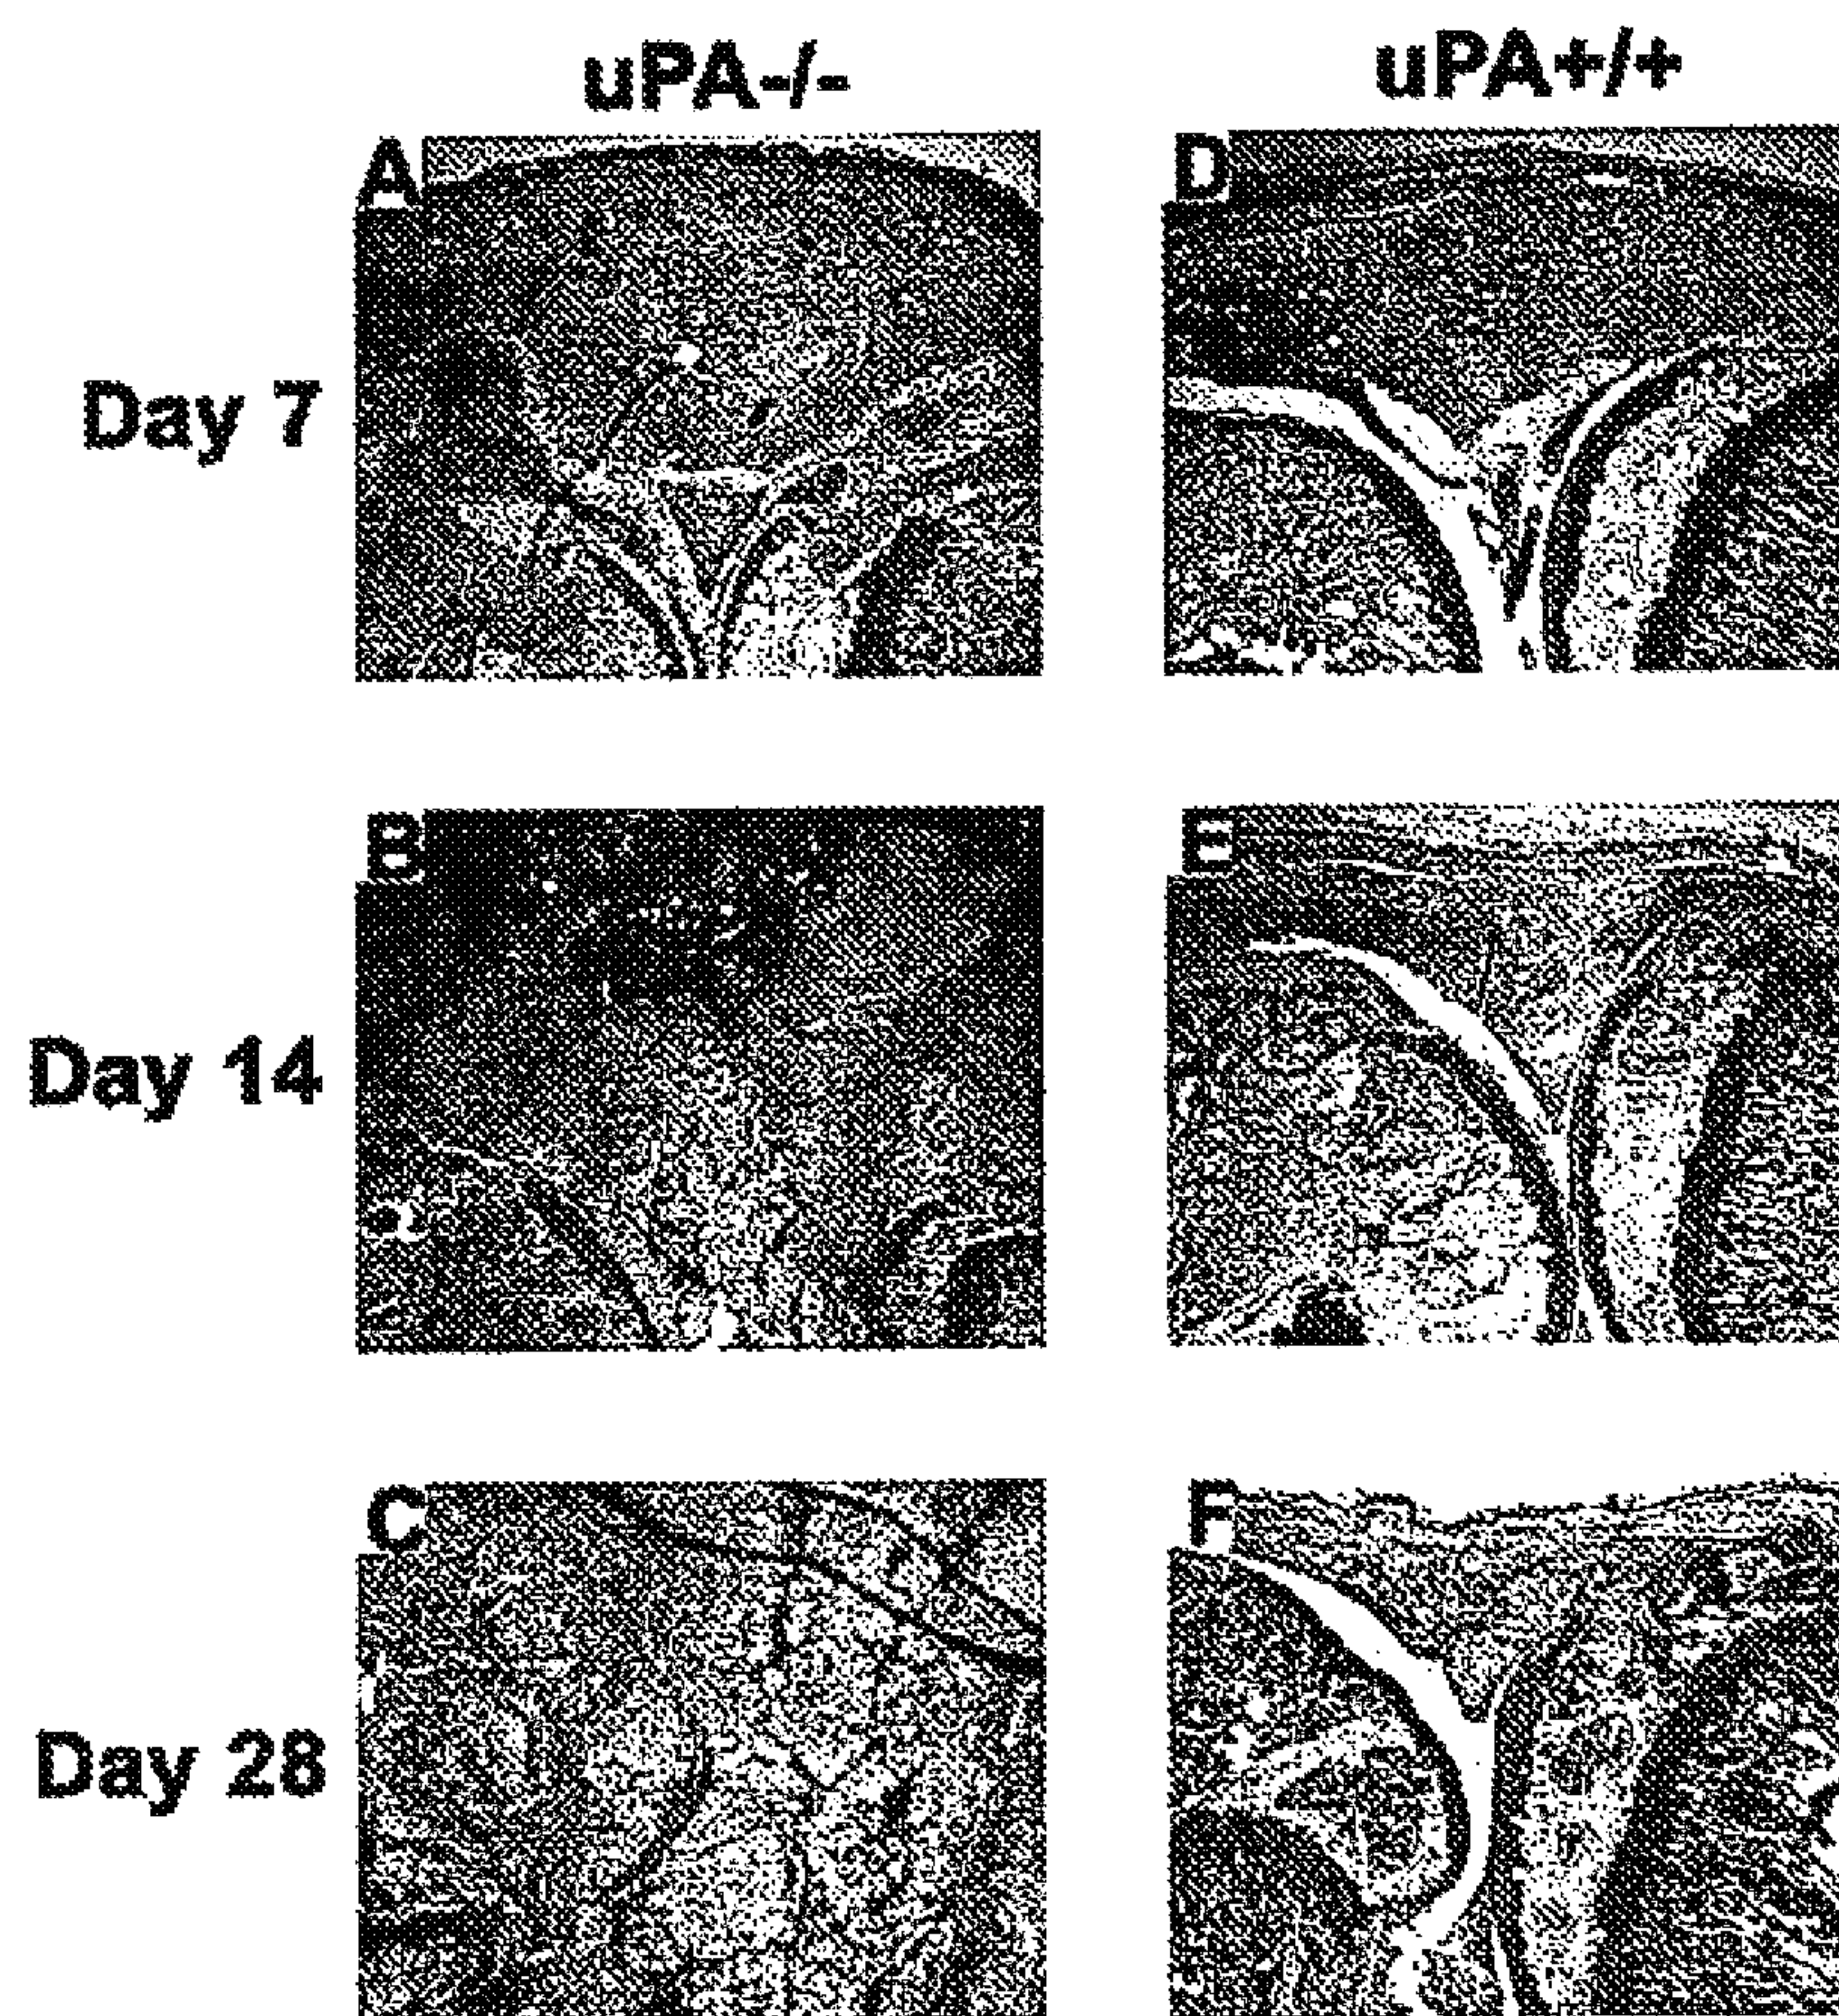 uPA-/- uPA+/+
A D
Day 7
B E
Day 14
C F
Day 28